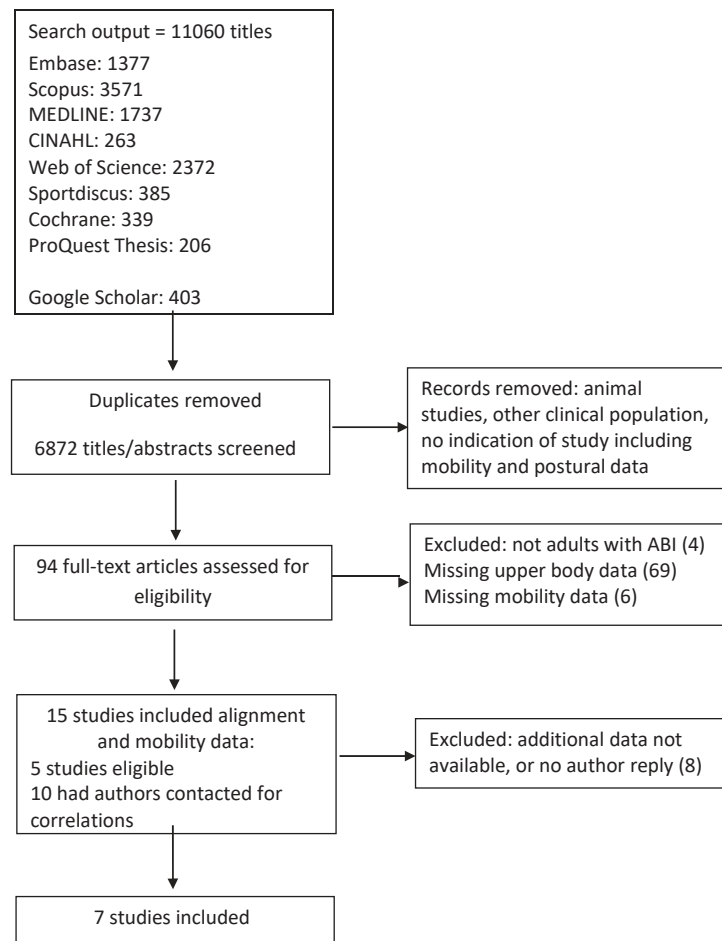 Search output = 11060 titles
Embase: 1377
Scopus: 3571
MEDLINE: 1737
CINAHL: 263
Web of Science: 2372
Sportdiscus: 385
Cochrane: 339
ProQuest Thesis: 206
Google Scholar: 403
Duplicates removed
6872 titles/abstracts screened
Records removed: animal
studies, other clinical population,
no indication of study including
mobility and postural data
94 full-text articles assessed for
eligibility
Excluded: not adults with ABI (4)
Missing upper body data (69)
Missing mobility data (6)
15 studies included alignment
and mobility data:
5 studies eligible
10 had authors contacted for
correlations
Excluded: additional data not
available, or no author reply (8)
7 studies included